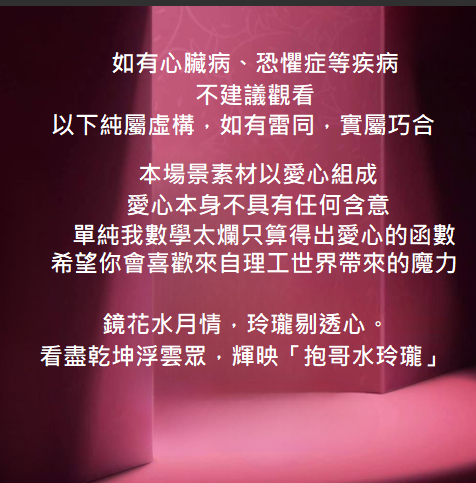 如有心臟病、恐懼症等疾病
不建議觀看
以下純屬虛構，如有雷同，實屬巧合
本場景素材以愛心組成
愛心本身不具有任何含意
單純我數學太爛只算得出愛心的函數
希望你會喜歡來自理工世界帶來的魔力
鏡花水月情，玲瓏剔透心。
看盡乾坤浮雲眾，輝映「抱哥水玲瓏」